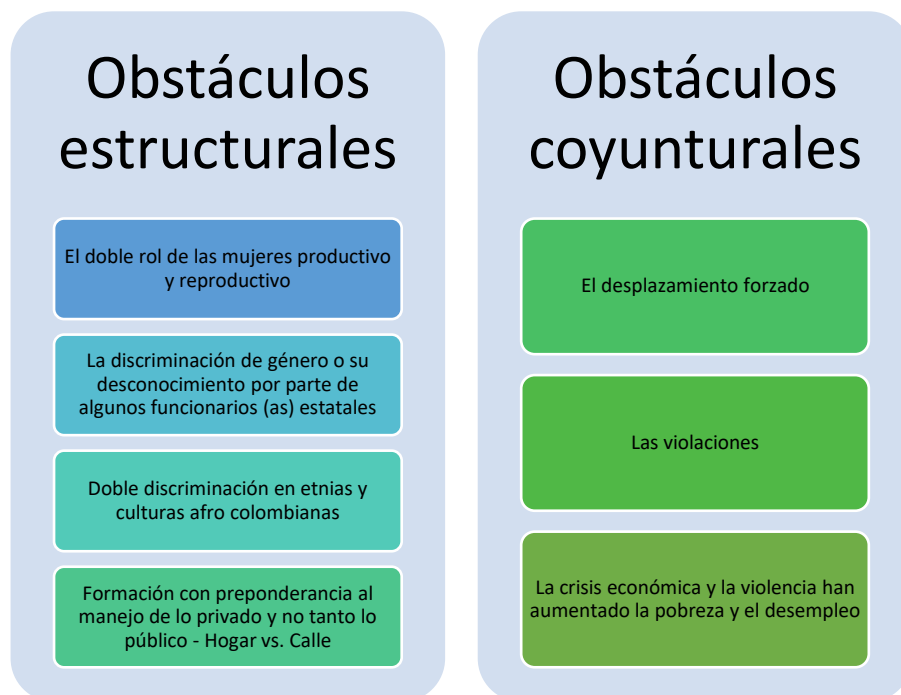 Obstáculos
estructurales
El doble rol de las mujeres productivo
y reproductivo
La discriminación de género o su
desconocimiento por parte de
algunos funcionarios (as) estatales
Doble discriminación en etnias y
culturas afro colombianas
Formación con preponderancia al
manejo de lo privado y no tanto lo
público - Hogar vs. Calle
Obstáculos
coyunturales
El desplazamiento forzado
Las violaciones
La crisis económica y la violencia han
aumentado la pobreza y el desempleo